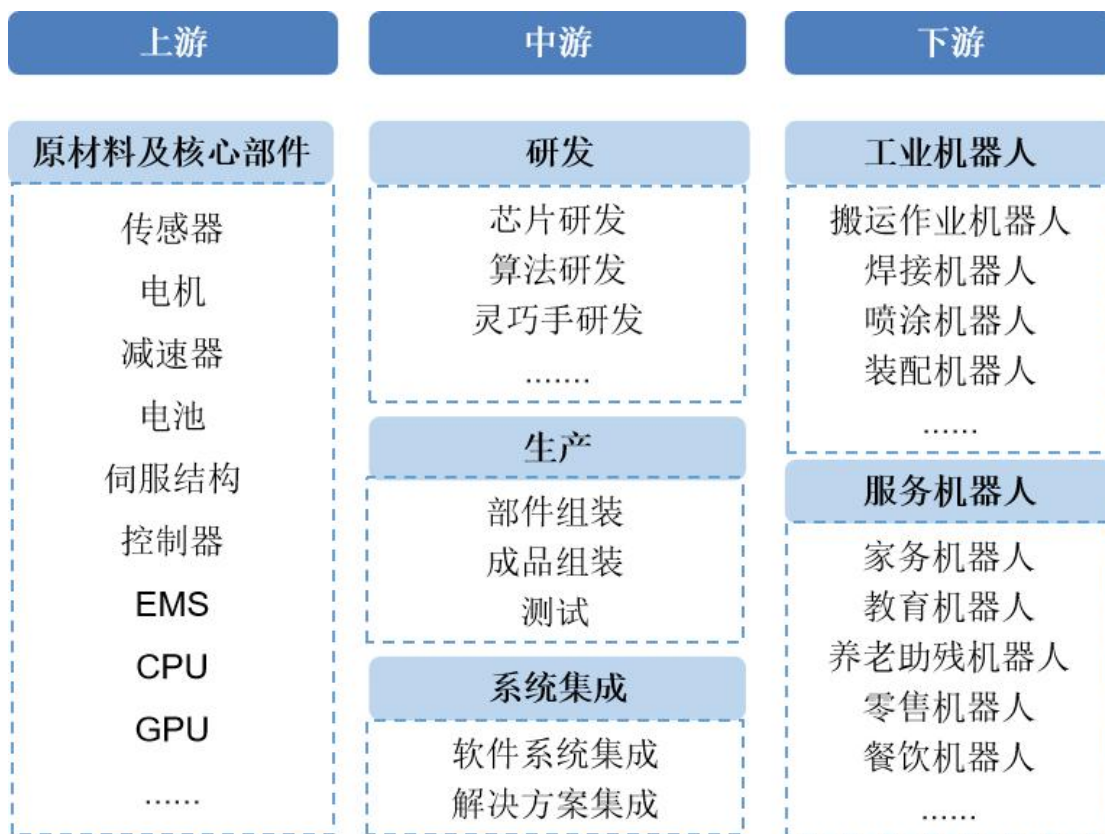 上游
原材料及核心部件
传感器
电机
减速器
电池
伺服结构
控制器
EMS
CPU
GPU
......
中游
研发
芯片研发
算法研发
灵巧手研发
.......
生产
部件组装
成品组装
测试
系统集成
软件系统集成
解决方案集成
下游
工业机器人
搬运作业机器人
焊接机器人
喷涂机器人
装配机器人
......
服务机器人
家务机器人
教育机器人
养老助残机器人
零售机器人
餐饮机器人
......